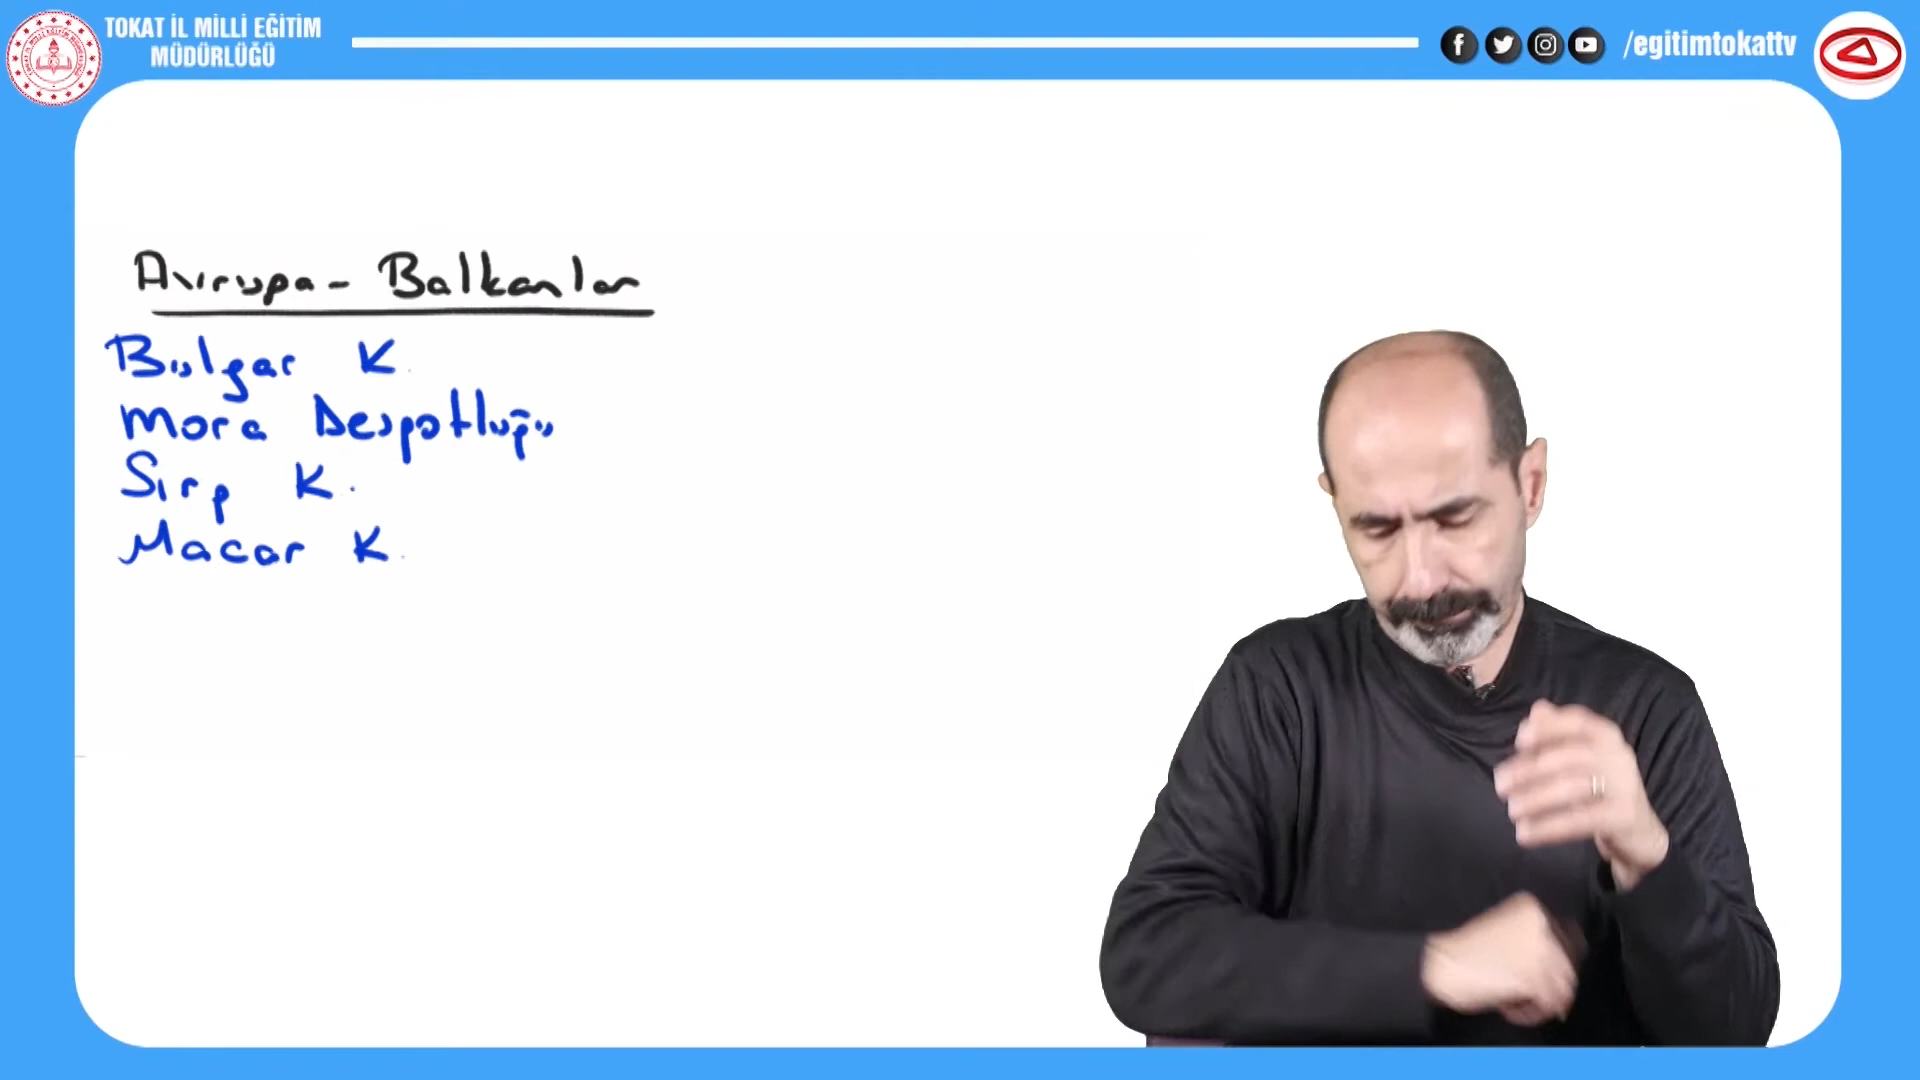 TOKAT İL MİLLİ EĞİTİM
MÜDÜRLÜĞÜ
/egitimtokattv
Avrupa - Balkanlar
Bulgar K.
Mora Despotluğu
Sırp K.
Macar K.